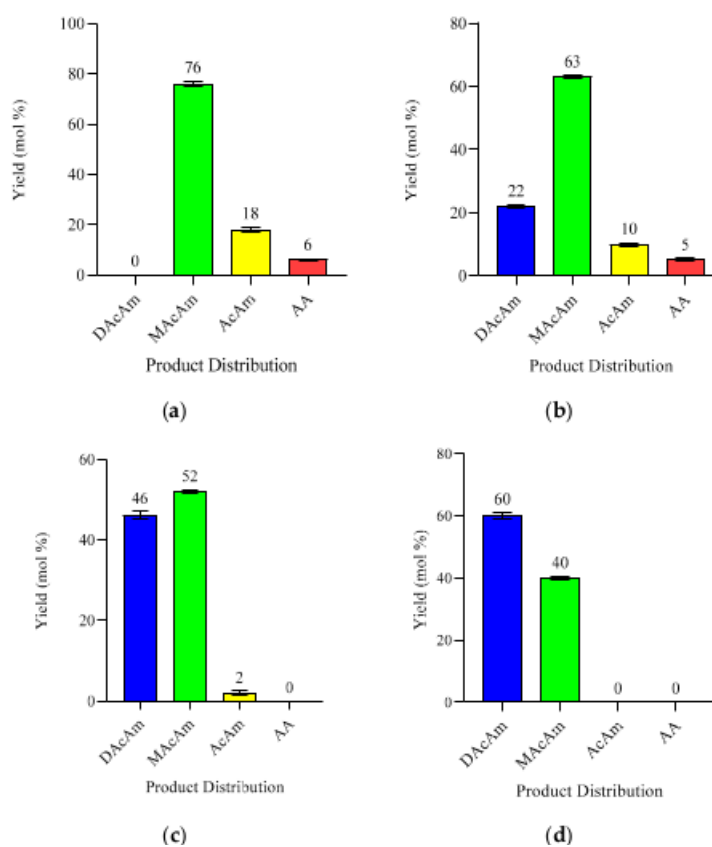 Yield (mol %)
100
80
60
40
20
0
0
76
18
6
DAcAm
MAcAm
AcAm
AA
Product Distribution
(a)
Yield (mol %)
80
60
40
20
0
22
63
10
5
DAcAm
MAcAm
AcAm
AA
Product Distribution
(b)
Yield (mol %)
60
40
20
0
46
52
2
0
DAcAm
MAcAm
AcAm
AA
Product Distribution
(c)
Yield (mol %)
80
60
40
20
0
60
40
0
0
DAcAm
MAcAm
AcAm
AA
Product Distribution
(d)